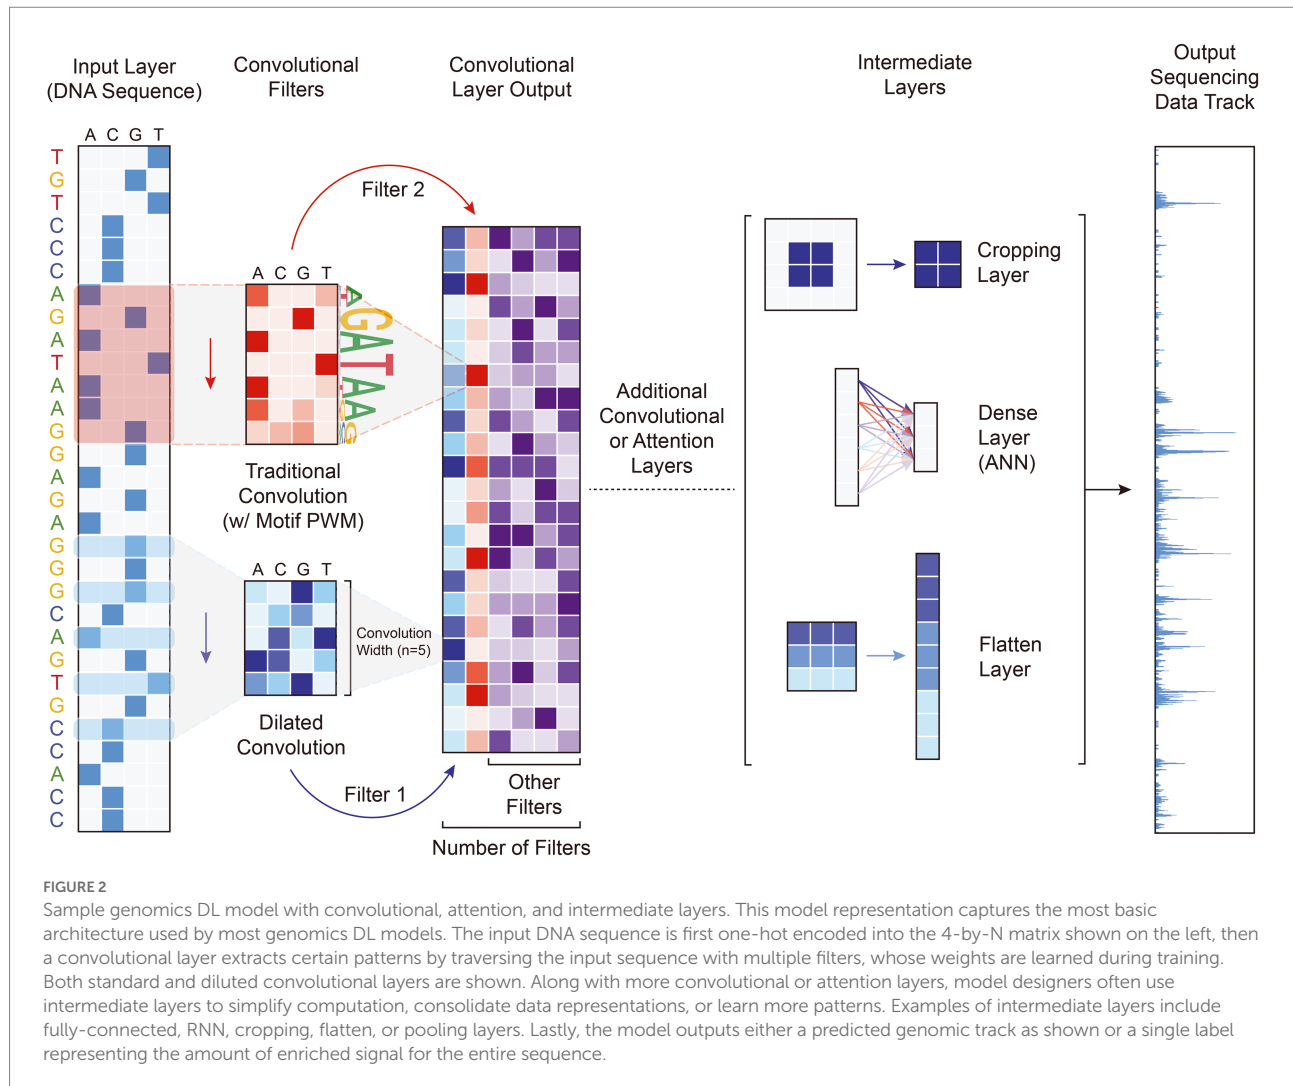 Input Layer
(DNA Sequence)
Convolutional
Filters
Convolutional
Layer Output
Intermediate
Layers
Output
Sequencing
Data Track
A C G T
T
G
T
C
C
C
A
G
A
T
A
A
G
G
A
G
A
G
G
G
C
A
G
T
G
C
C
A
C
C
Filter 2
A C G T
A
G
A
T
A
A
G
Traditional
Convolution
(w/ Motif PWM)
A C G T
Convolution
Width (n=5)
Dilated
Convolution
Filter 1
Other
Filters
Number of Filters
Additional
Convolutional
or Attention
Layers
Cropping
Layer
Dense
Layer
(ANN)
Flatten
Layer
FIGURE 2
Sample genomics DL model with convolutional, attention, and intermediate layers. This model representation captures the most basic
architecture used by most genomics DL models. The input DNA sequence is first one-hot encoded into the 4-by-N matrix shown on the left, then
a convolutional layer extracts certain patterns by traversing the input sequence with multiple filters, whose weights are learned during training.
Both standard and diluted convolutional layers are shown. Along with more convolutional or attention layers, model designers often use
intermediate layers to simplify computation, consolidate data representations, or learn more patterns. Examples of intermediate layers include
fully-connected, RNN, cropping, flatten, or pooling layers. Lastly, the model outputs either a predicted genomic track as shown or a single label
representing the amount of enriched signal for the entire sequence.